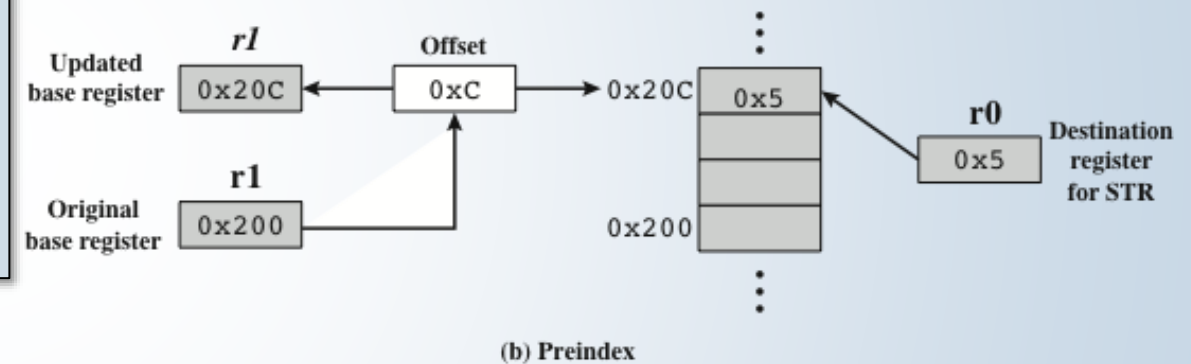 r1
Offset
Updated
base register
0x20C
0xC
0x20C
0x5
r0
0x5
Destination
register
for STR
r1
Original
base register
0x200
0x200
(b) Preindex